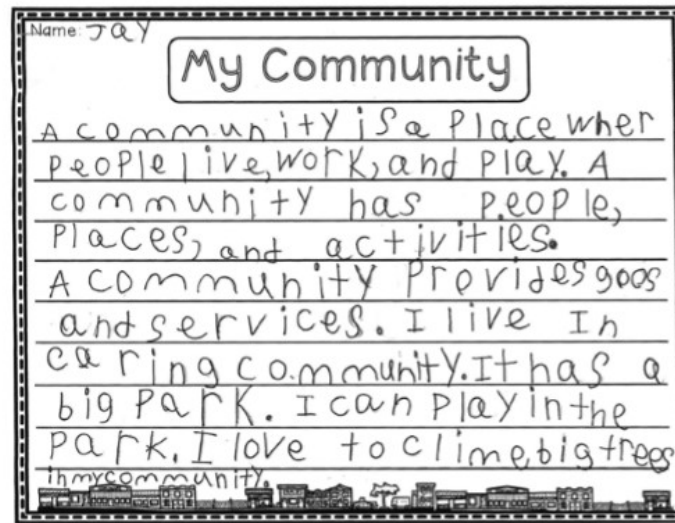 Name: Jay
My Community
A community is a place wher
people live, work, and play. A
community has people,
places, and activities.
A community provides goos
and services. I live In
caring community. It has a
big park. I can play in the
park. I love to clime big trees
in my community.